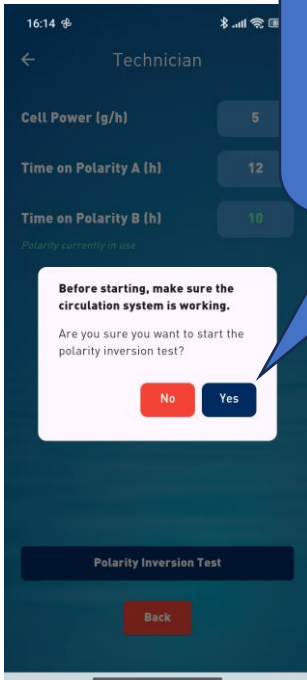 16:14
Technician
Cell Power (g/h) 5
Time on Polarity A (h) 12
Time on Polarity B (h) 10
Polarity currently in use
Before starting, make sure the
circulation system is working.
Are you sure you want to start the
polarity inversion test?
No Yes
Polarity Inversion Test
Back